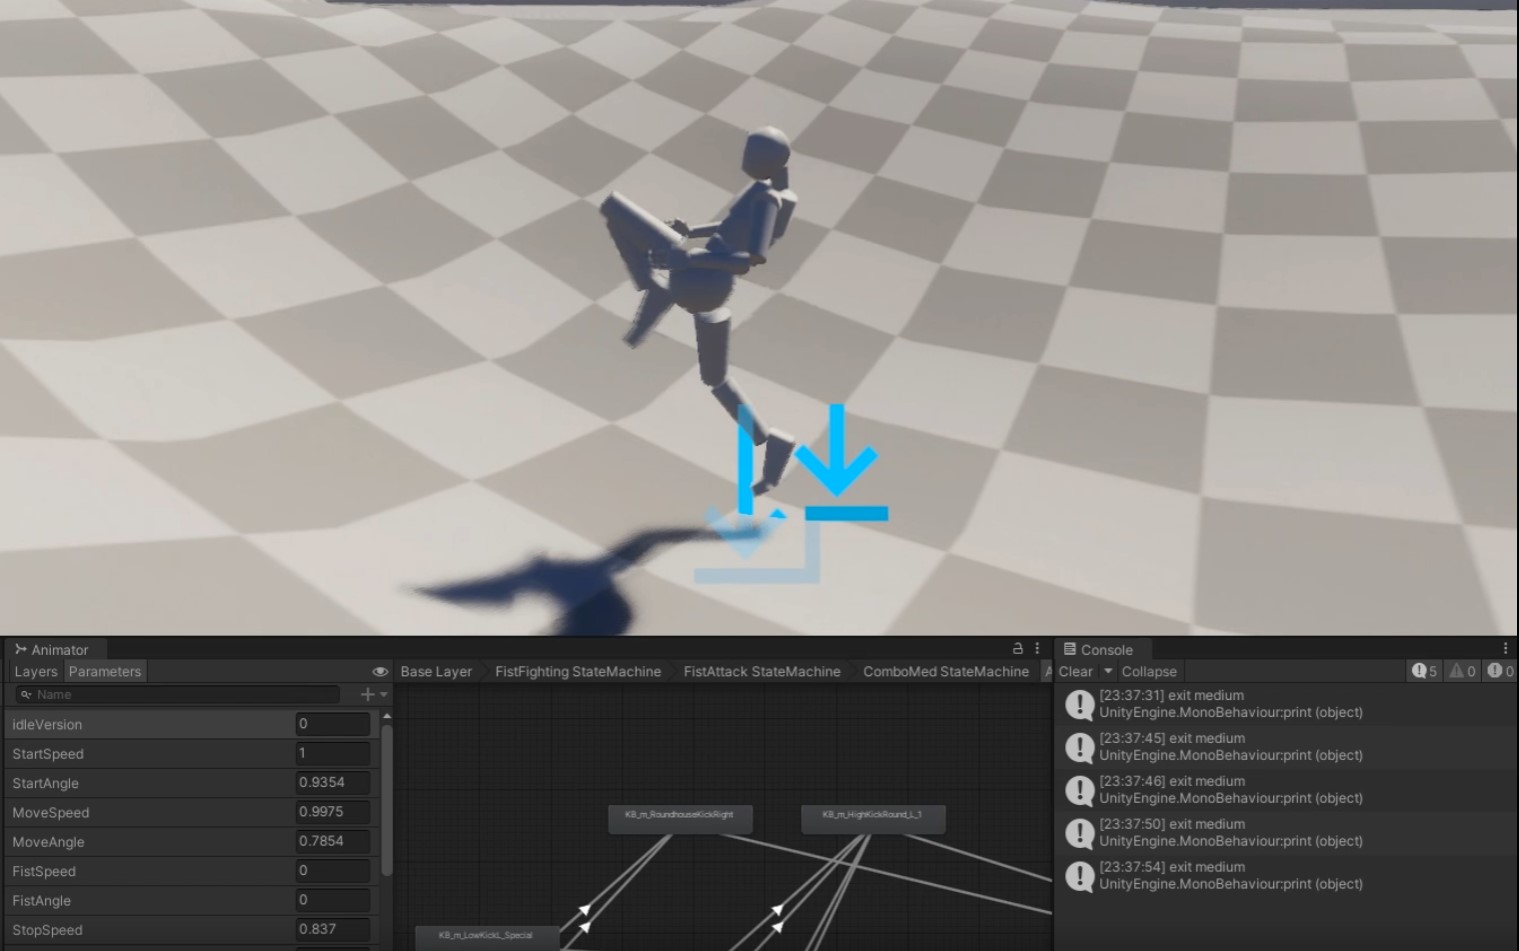 Animator
Layers Parameters
Name
idleVersion 0
StartSpeed 1
StartAngle 0.9354
MoveSpeed 0.9975
MoveAngle 0.7854
FistSpeed 0
FistAngle 0
StopSpeed 0.837
Base Layer FistFighting StateMachine FistAttack StateMachine ComboMed StateMachine A
KB_m_RoundhouseKickRight KB_m_HighKickRound_L_1
KB_m_LowKickL_Special
Console
Clear Collapse 5 0 0
[23:37:31] exit medium
UnityEngine.MonoBehaviour:print (object)
[23:37:45] exit medium
UnityEngine.MonoBehaviour:print (object)
[23:37:46] exit medium
UnityEngine.MonoBehaviour:print (object)
[23:37:50] exit medium
UnityEngine.MonoBehaviour:print (object)
[23:37:54] exit medium
UnityEngine.MonoBehaviour:print (object)